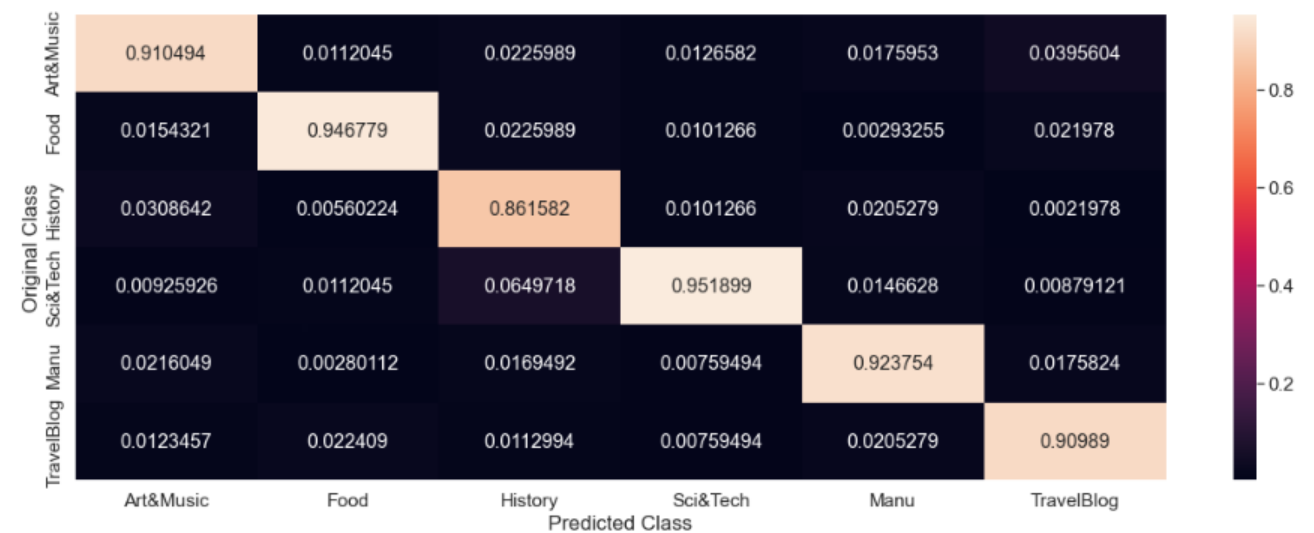 Original Class
Art&Music 0.910494 0.0112045 0.0225989 0.0126582 0.0175953 0.0395604
Food 0.0154321 0.946779 0.0225989 0.0101266 0.00293255 0.021978
History 0.0308642 0.00560224 0.861582 0.0101266 0.0205279 0.0021978
Sci&Tech 0.00925926 0.0112045 0.0649718 0.951899 0.0146628 0.00879121
Manu 0.0216049 0.00280112 0.0169492 0.00759494 0.923754 0.0175824
TravelBlog 0.0123457 0.022409 0.0112994 0.00759494 0.0205279 0.90989
Art&Music Food History Sci&Tech Manu TravelBlog
Predicted Class
0.8
0.6
0.4
0.2